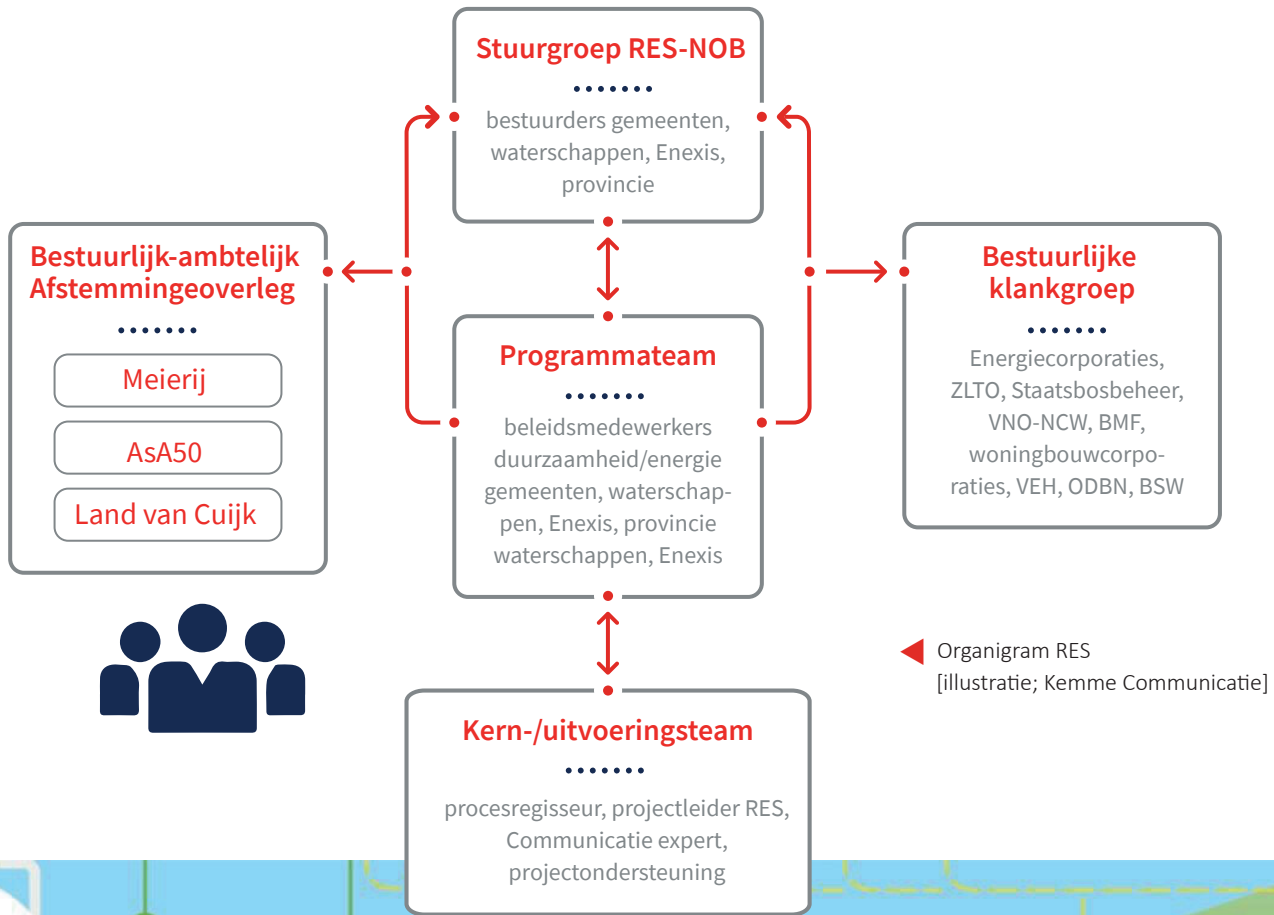 Stuurgroep RES-NOB
bestuurders gemeenten,
waterschappen, Enexis,
provincie
Bestuurlijk-ambtelijk
Afstemmingeoverleg
Meierij
AsA50
Land van Cuijk
Programmateam
beleidsmedewerkers
duurzaamheid/energie
gemeenten, waterschap-
pen, Enexis, provincie
waterschappen, Enexis
Bestuurlijke
klankgroep
Energiecorporaties,
ZLTO, Staatsbosbeheer,
VNO-NCW, BMF,
woningbouwcorpo-
raties, VEH, ODBN, BSW
Kern-/uitvoeringsteam
procesregisseur, projectleider RES,
Communicatie expert,
projectondersteuning
Organigram RES
[illustratie; Kemme Communicatie]